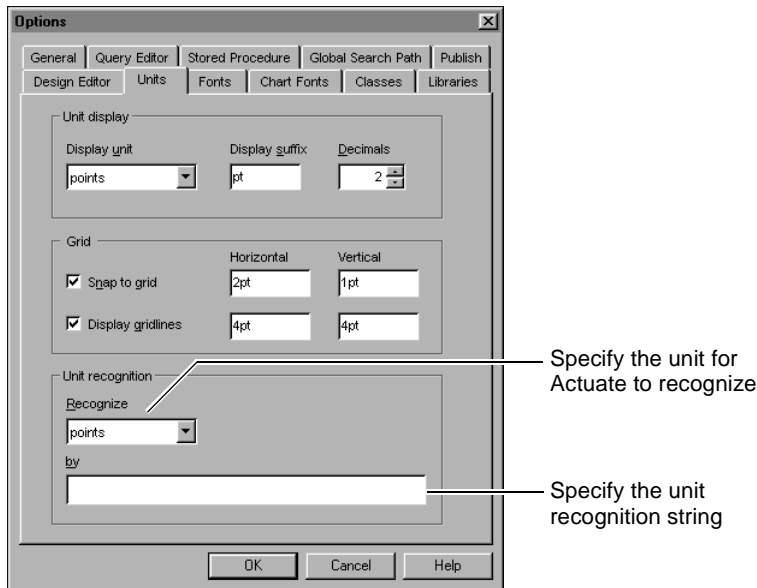 Options
General Query Editor Stored Procedure Global Search Path Publish
Design Editor Units Fonts Chart Fonts Classes Libraries
Unit display
Display unit Display suffix Decimals
points pt 2
Grid
Horizontal Vertical
Snap to grid 2pt 1pt
Display gridlines 4pt 4pt
Specify the unit for
Actuate to recognize
Unit recognition
Recognize
points
by
Specify the unit
recognition string
OK Cancel Help